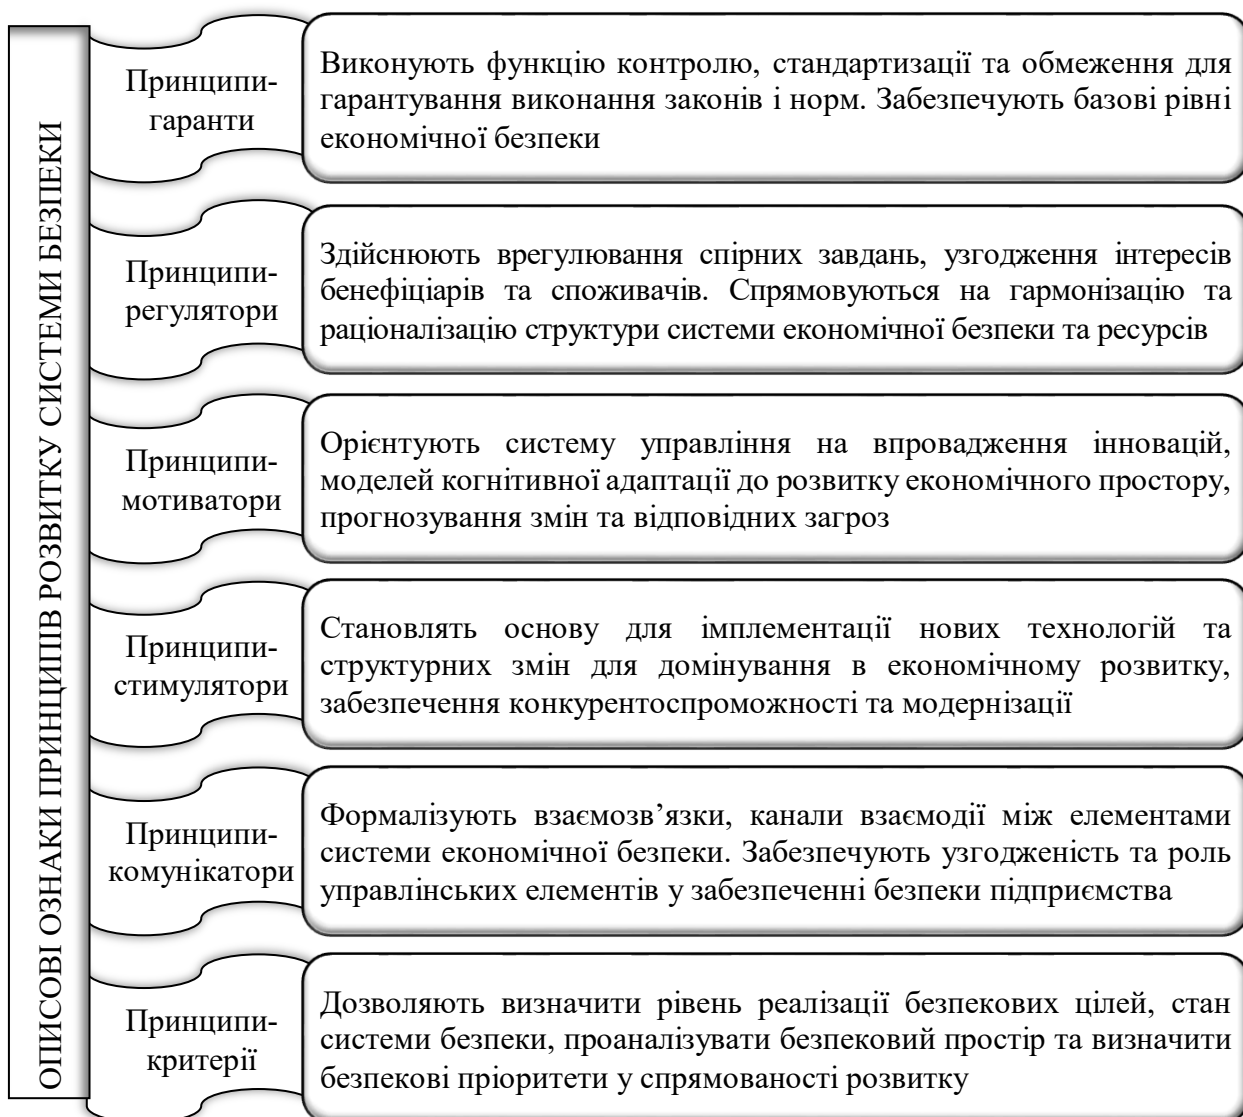 ОПИСОВІ ОЗНАКИ ПРИНЦИПІВ РОЗВИТКУ СИСТЕМИ БЕЗПЕКИ
Принципи-
гаранти
Виконують функцію контролю, стандартизації та обмеження для
гарантування виконання законів і норм. Забезпечують базові рівні
економічної безпеки
Принципи-
регулятори
Здійснюють врегулювання спірних завдань, узгодження інтересів
бенефіціарів та споживачів. Спрямовуються на гармонізацію та
раціоналізацію структури системи економічної безпеки та ресурсів
Принципи-
мотиватори
Орієнтують систему управління на впровадження інновацій,
моделей когнітивної адаптації до розвитку економічного простору,
прогнозування змін та відповідних загроз
Принципи-
стимулятори
Становлять основу для імплементації нових технологій та
структурних змін для домінування в економічному розвитку,
забезпечення конкурентоспроможності та модернізації
Принципи-
комунікатори
Формалізують взаємозв’язки, канали взаємодії між елементами
системи економічної безпеки. Забезпечують узгодженість та роль
управлінських елементів у забезпеченні безпеки підприємства
Принципи-
критерії
Дозволяють визначити рівень реалізації безпекових цілей, стан
системи безпеки, проаналізувати безпековий простір та визначити
безпекові пріоритети у спрямованості розвитку